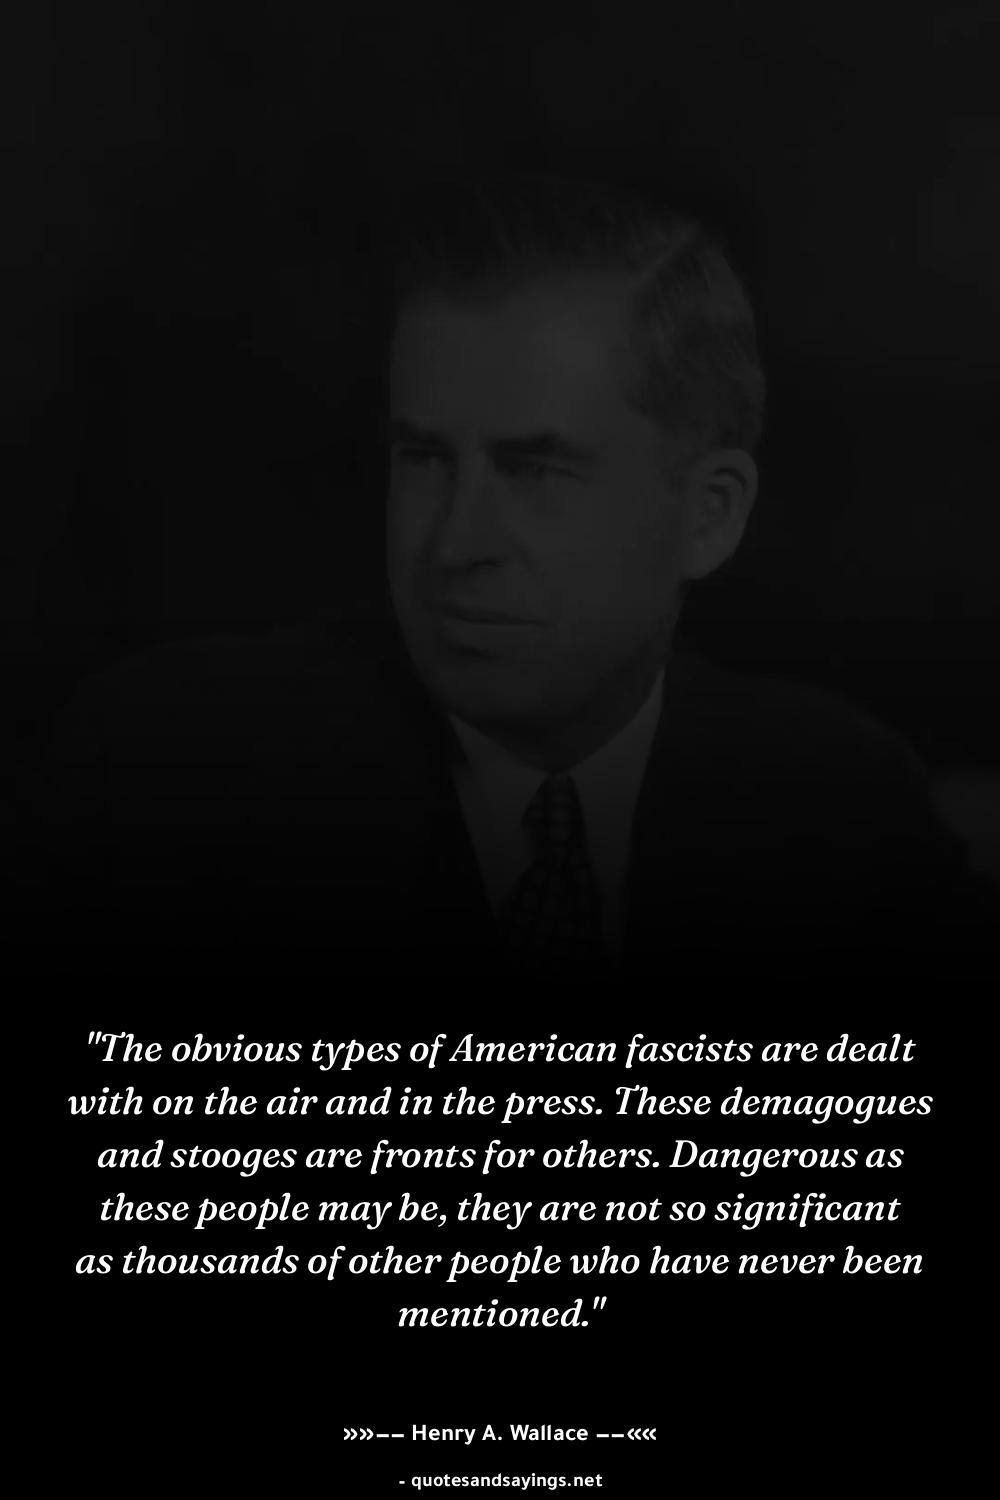 "The obvious types of American fascists are dealt
with on the air and in the press. These demagogues
and stooges are fronts for others. Dangerous as
these people may be, they are not so significant
as thousands of other people who have never been
mentioned."
»»–– Henry A. Wallace ––««
- quotesandsayings.net